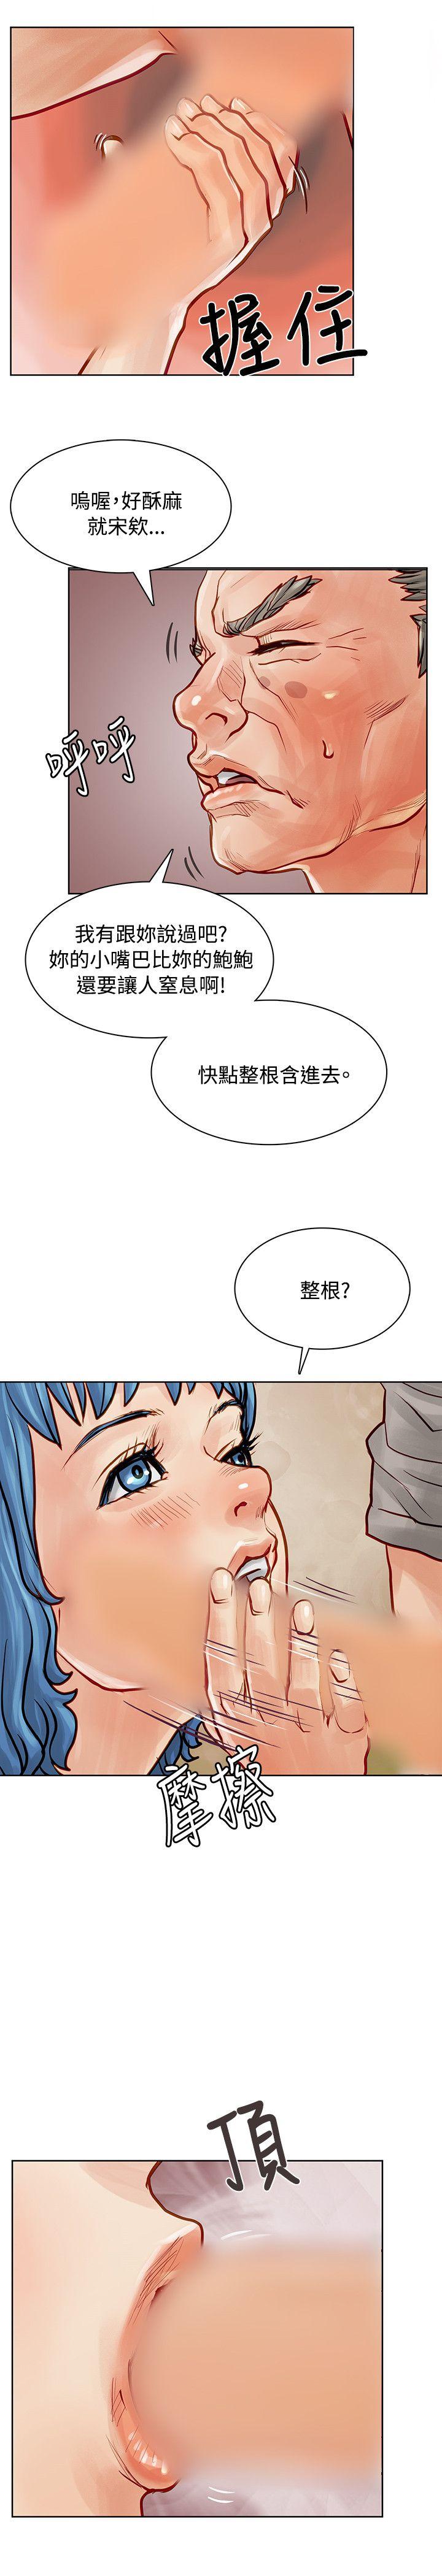 握住
嗚喔，好酥麻
就宋欸...
呼呼
我有跟妳說過吧?
妳的小嘴巴比妳的鮑鮑
還要讓人窒息啊!
快點整根含進去。
整根?
摩擦
頂